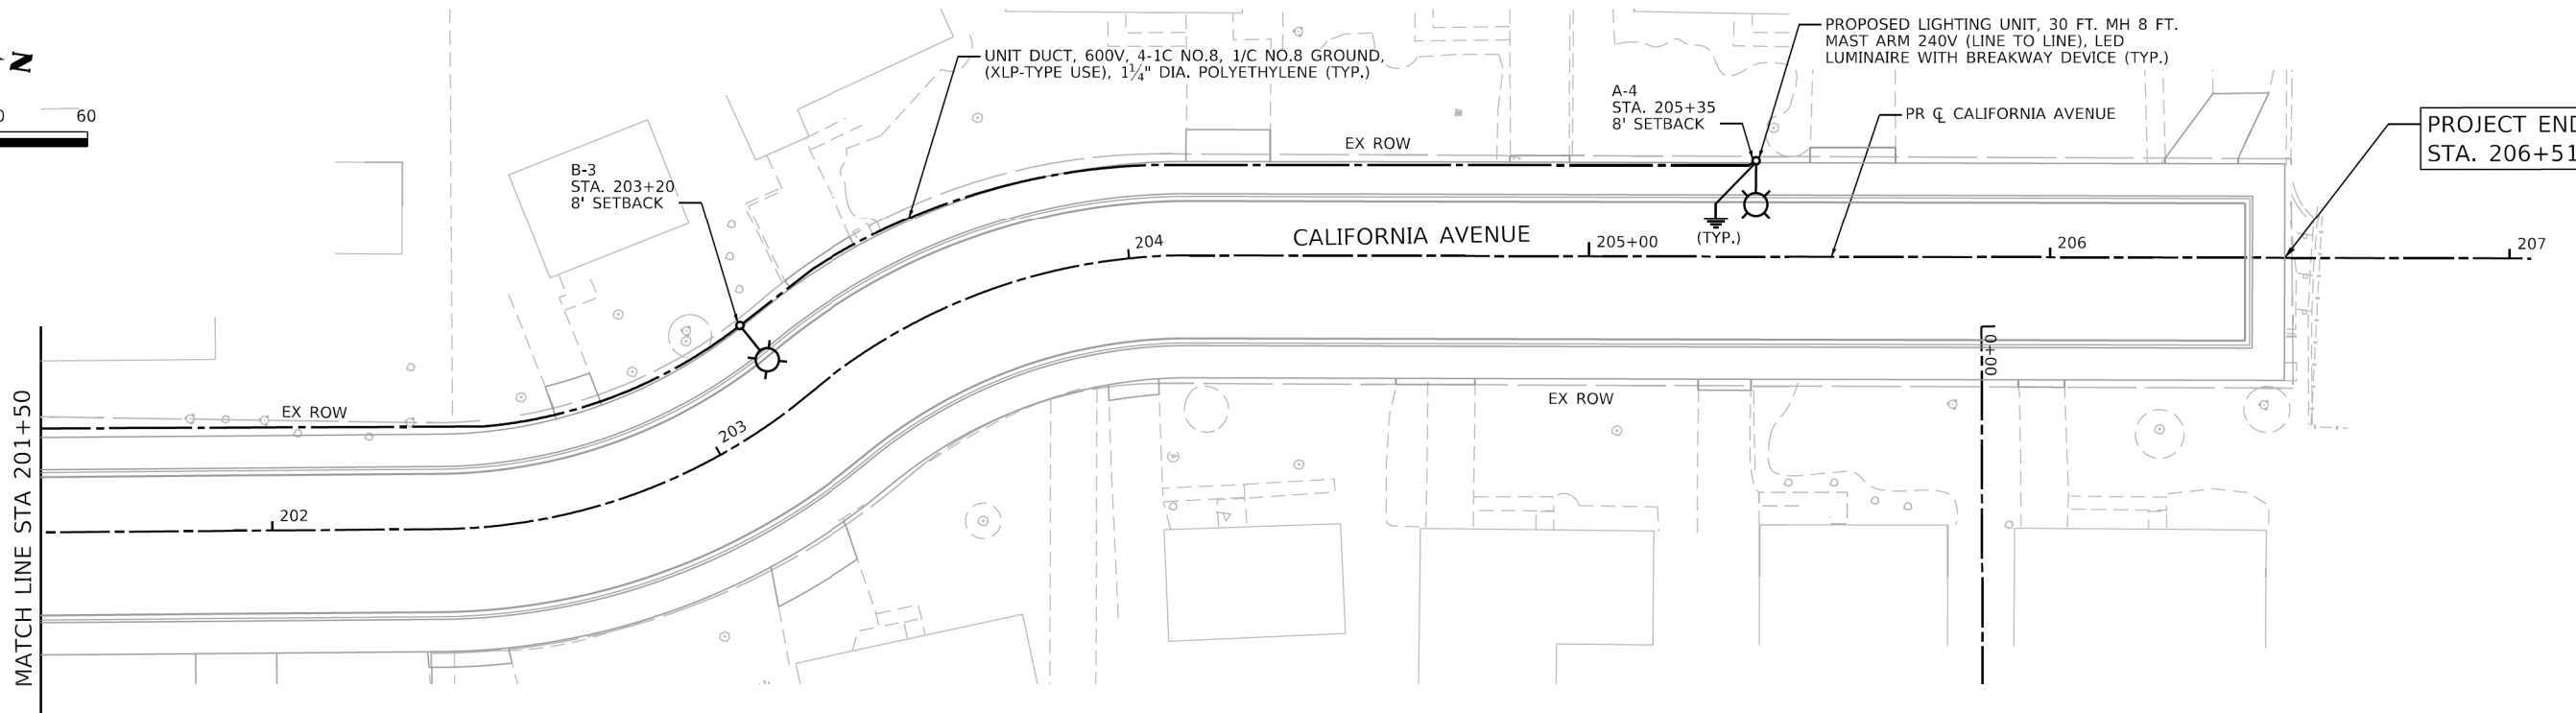 N
60
UNIT DUCT, 600V, 4-1C NO.8, 1/C NO.8 GROUND,
(XLP-TYPE USE), 1¼" DIA. POLYETHYLENE (TYP.)
PROPOSED LIGHTING UNIT, 30 FT. MH 8 FT.
MAST ARM 240V (LINE TO LINE), LED
LUMINAIRE WITH BREAKWAY DEVICE (TYP.)
A-4
STA. 205+35
8' SETBACK
PR ℄ CALIFORNIA AVENUE
PROJECT END
STA. 206+51
EX ROW
B-3
STA. 203+20
8' SETBACK
CALIFORNIA AVENUE
(TYP.)
204
205+00
206
207
0+00
EX ROW
EX ROW
203
202
MATCH LINE STA 201+50